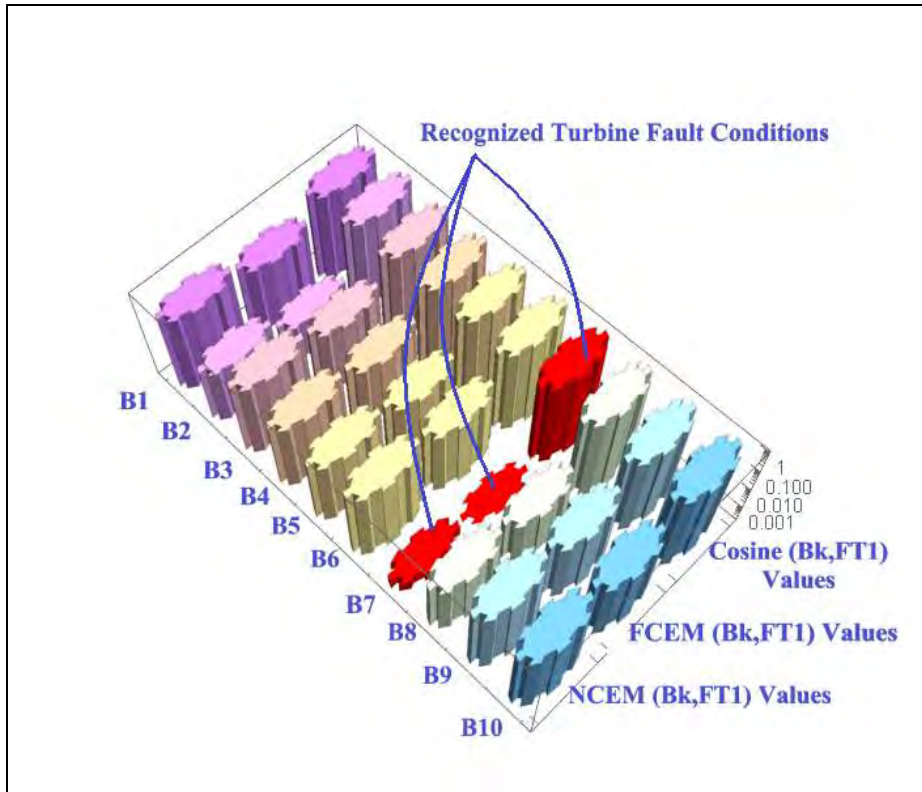 Recognized Turbine Fault Conditions
B1
B2
B3
B4
B5
B6
B7
B8
B9
B10
1
0.100
0.010
0.001
Cosine (Bk,FT1)
Values
FCEM (Bk,FT1) Values
NCEM (Bk,FT1) Values